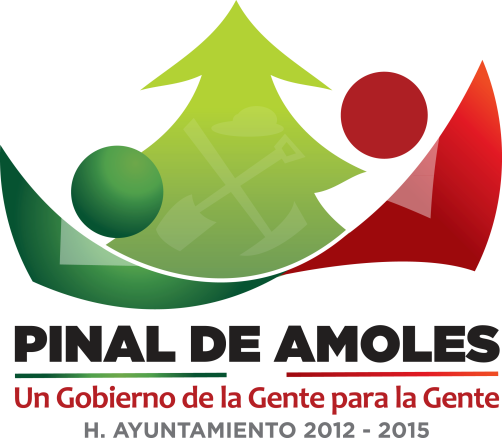 PINAL DE AMOLES
Un Gobierno de la Gente para la Gente
H. AYUNTAMIENTO 2012 - 2015